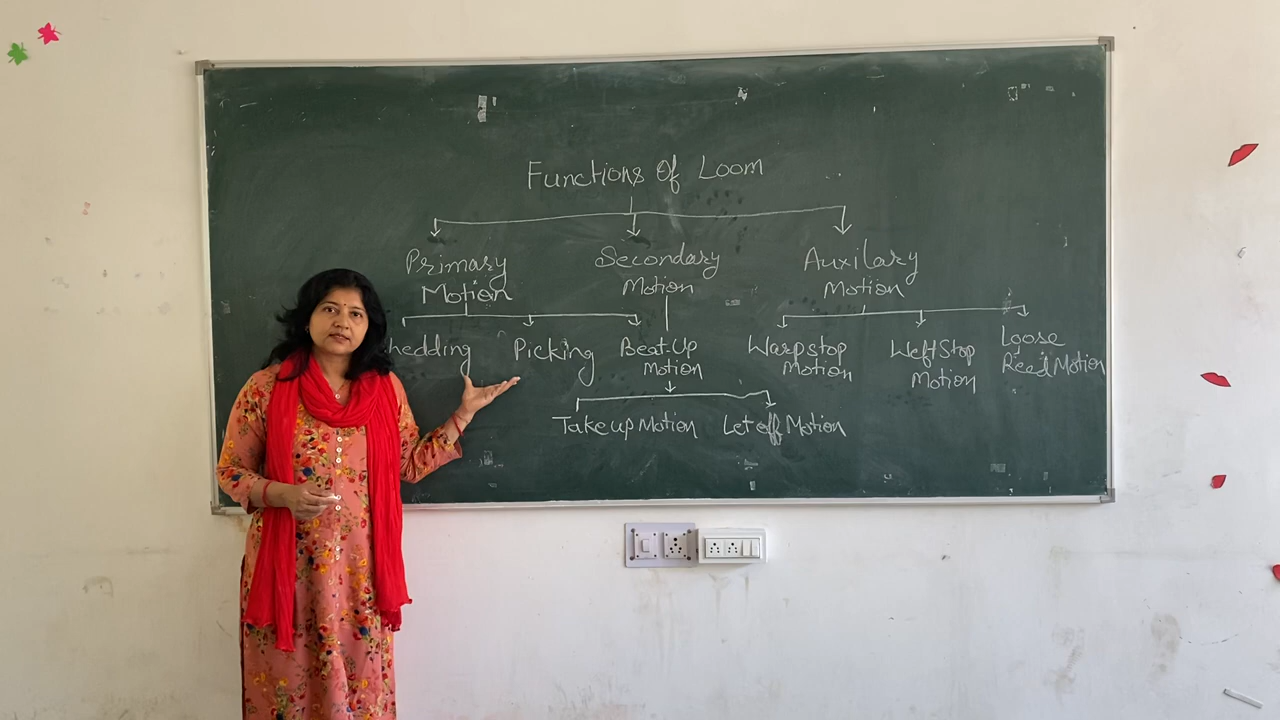 Functions Of Loom
Primary
Motion
Secondary
Motion
Auxilary
Motion
hedding
Picking
Beat-Up
Motion
Warp stop
Motion
Weft Stop
Motion
Loose
Reed Motion
Take up Motion
Let off Motion